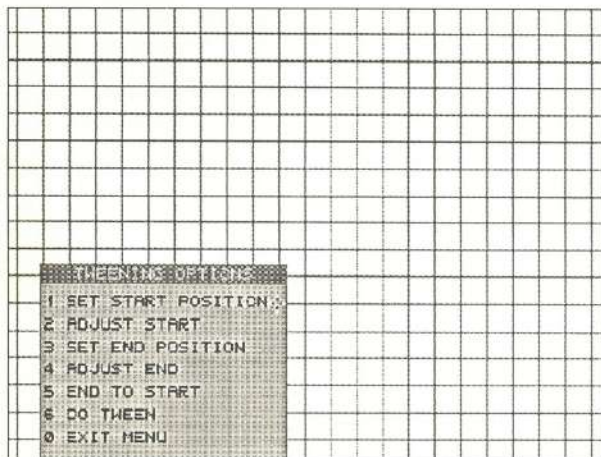 TWEENING OPTIONS
1 SET START POSITION
2 ADJUST START
3 SET END POSITION
4 ADJUST END
5 END TO START
6 DO TWEEN
0 EXIT MENU